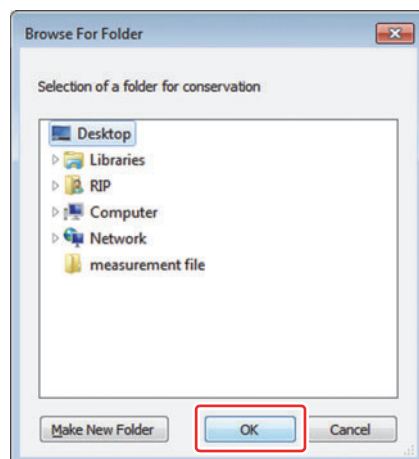 Browse For Folder
Selection of a folder for conservation
Desktop
Libraries
RIP
Computer
Network
measurement file
Make New Folder OK Cancel